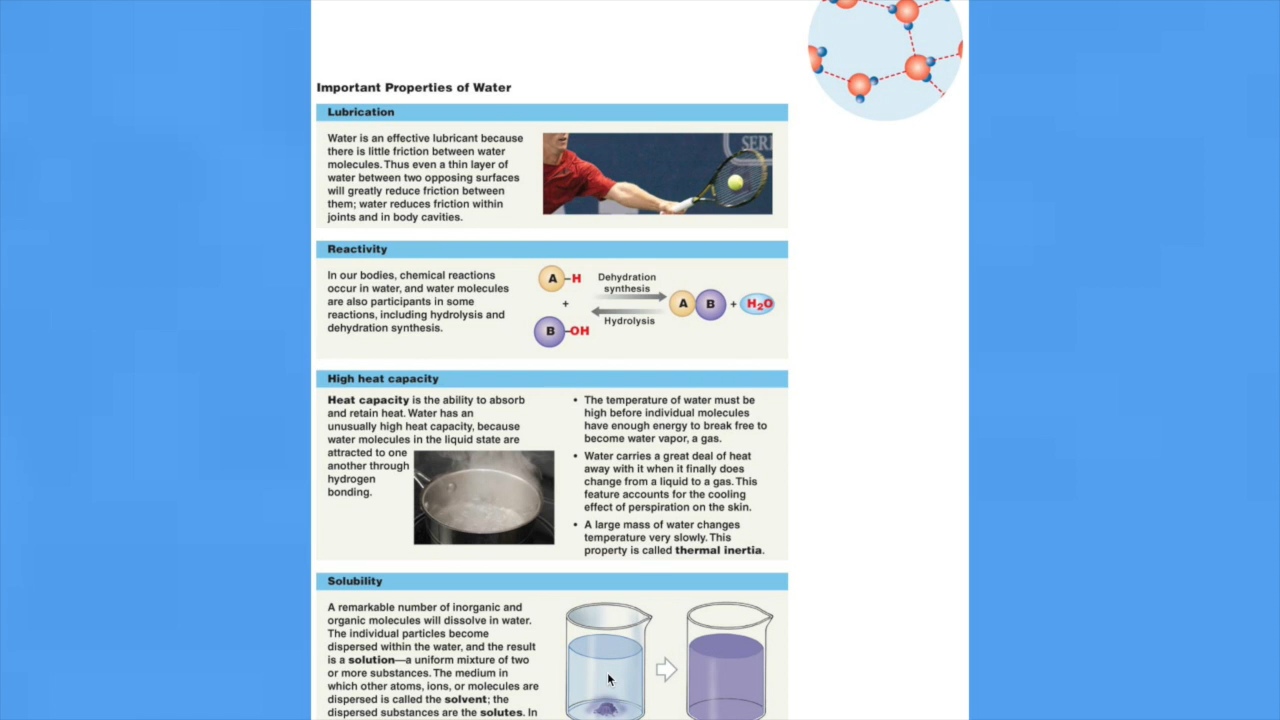 Important Properties of Water
Lubrication
Water is an effective lubricant because
there is little friction between water
molecules. Thus even a thin layer of
water between two opposing surfaces
will greatly reduce friction between
them; water reduces friction within
joints and in body cavities.
SERI
Reactivity
In our bodies, chemical reactions
occur in water, and water molecules
are also participants in some
reactions, including hydrolysis and
dehydration synthesis.
A–H
+
B–OH
Dehydration
synthesis
Hydrolysis
A B + H₂O
High heat capacity
Heat capacity is the ability to absorb
and retain heat. Water has an
unusually high heat capacity, because
water molecules in the liquid state are
attracted to one
another through
hydrogen
bonding.
• The temperature of water must be
high before individual molecules
have enough energy to break free to
become water vapor, a gas.
• Water carries a great deal of heat
away with it when it finally does
change from a liquid to a gas. This
feature accounts for the cooling
effect of perspiration on the skin.
• A large mass of water changes
temperature very slowly. This
property is called thermal inertia.
Solubility
A remarkable number of inorganic and
organic molecules will dissolve in water.
The individual particles become
dispersed within the water, and the result
is a solution—a uniform mixture of two
or more substances. The medium in
which other atoms, ions, or molecules are
dispersed is called the solvent; the
dispersed substances are the solutes. In